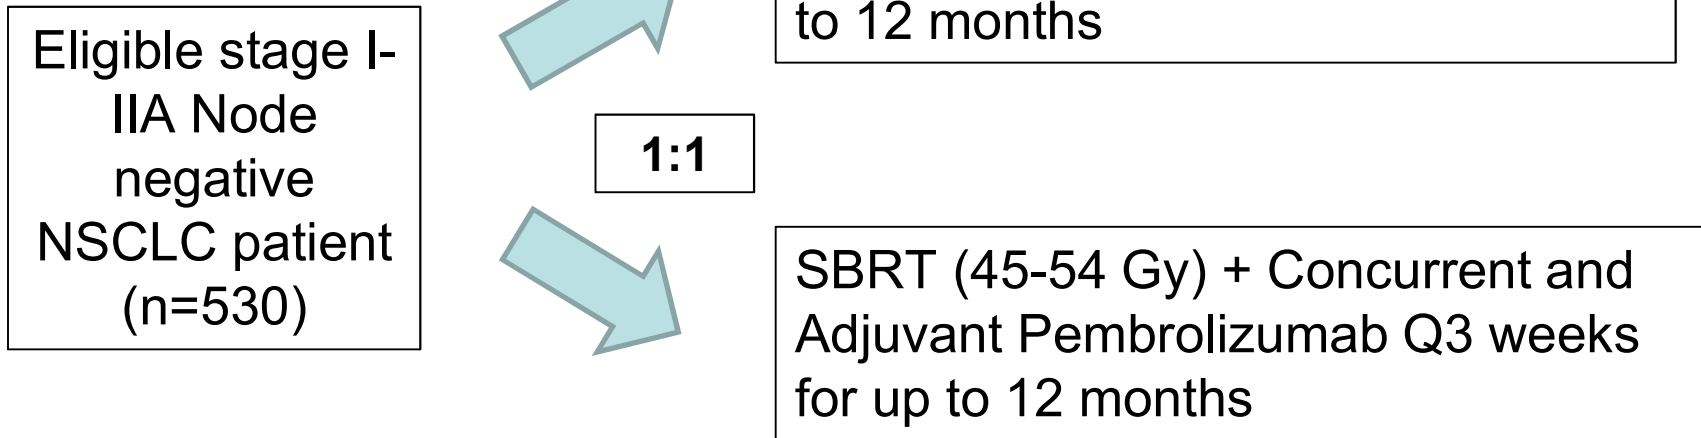 Eligible stage I-
IIA Node
negative
NSCLC patient
(n=530)
to 12 months
1:1
SBRT (45-54 Gy) + Concurrent and
Adjuvant Pembrolizumab Q3 weeks
for up to 12 months